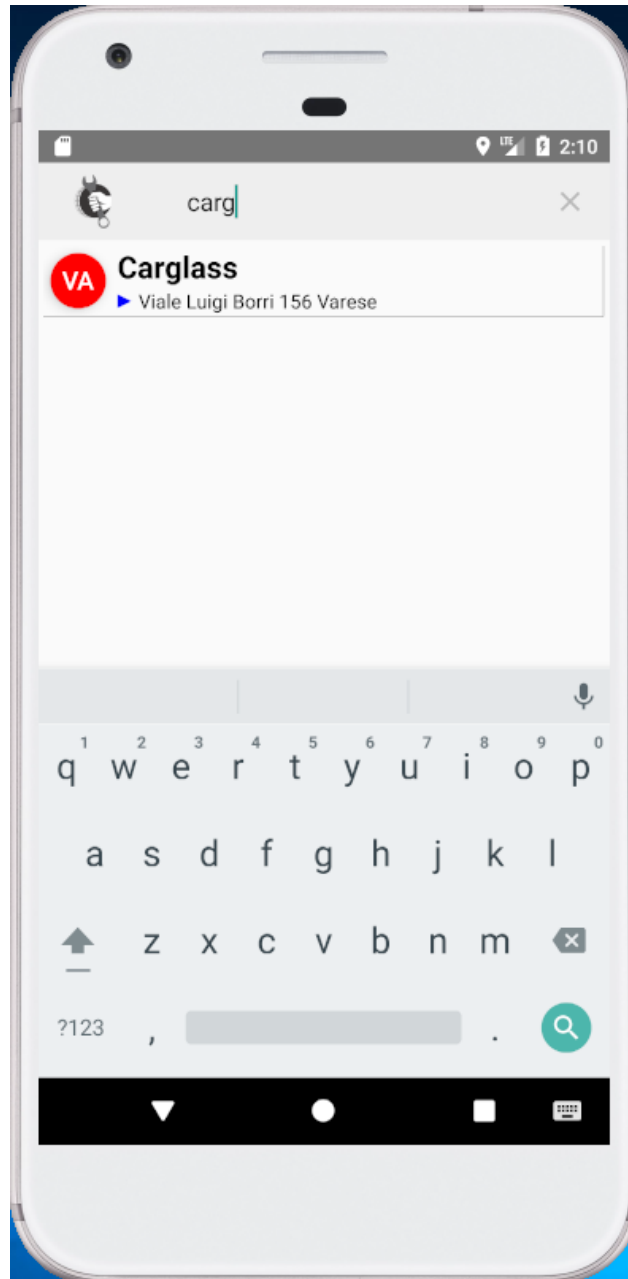 LTE 2:10
carg
VA
Carglass
Viale Luigi Borri 156 Varese
1 2 3 4 5 6 7 8 9 0
q w e r t y u i o p
a s d f g h j k l
z x c v b n m
?123 , .